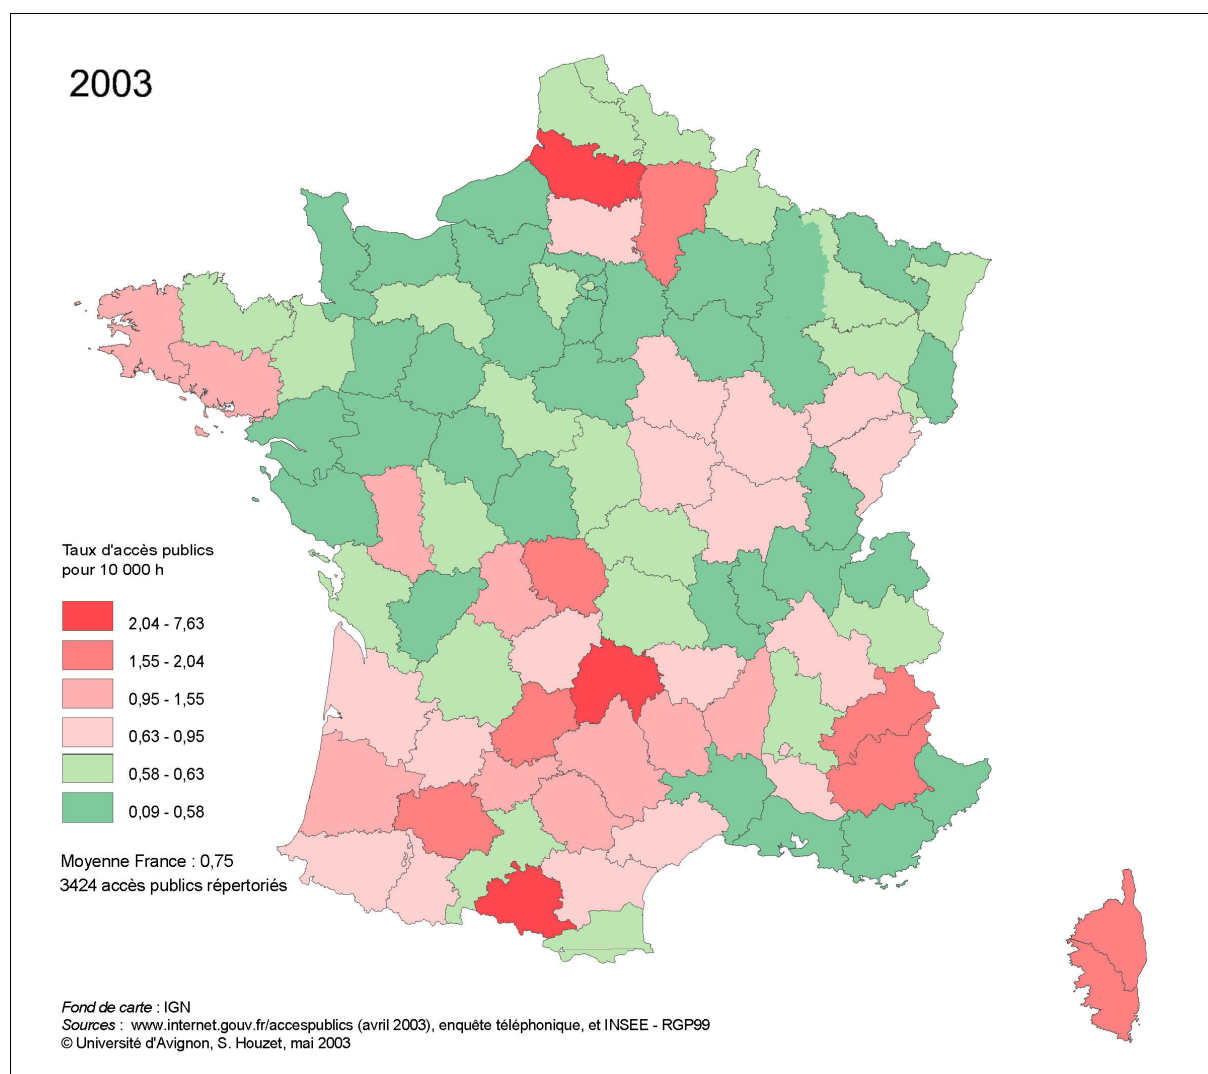 2003
Taux d'accès publics
pour 10 000 h
2,04 - 7,63
1,55 - 2,04
0,95 - 1,55
0,63 - 0,95
0,58 - 0,63
0,09 - 0,58
Moyenne France : 0,75
3424 accès publics répertoriés
Fond de carte : IGN
Sources : www.internet.gouv.fr/accespublics (avril 2003), enquête téléphonique, et INSEE - RGP99
© Université d'Avignon, S. Houzet, mai 2003